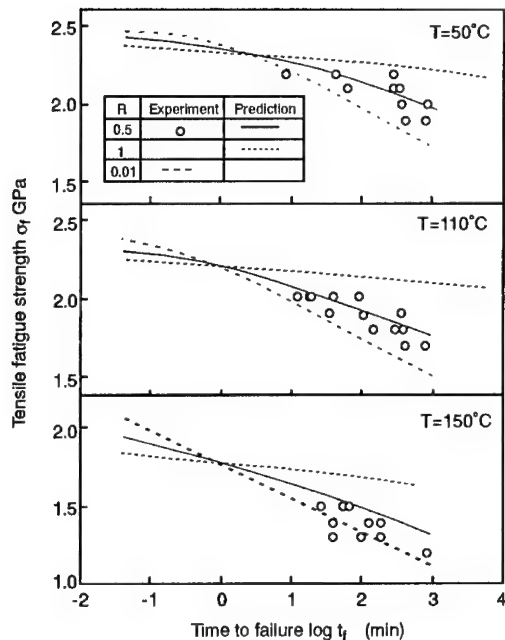 T=50°C
2.5
2.0
1.5
R Experiment Prediction
0.5
1
0.01
T=110°C
2.5
2.0
1.5
T=150°C
2.0
1.5
1.0
-2 -1 0 1 2 3 4
Time to failure log tf (min)
Tensile fatigue strength σf GPa